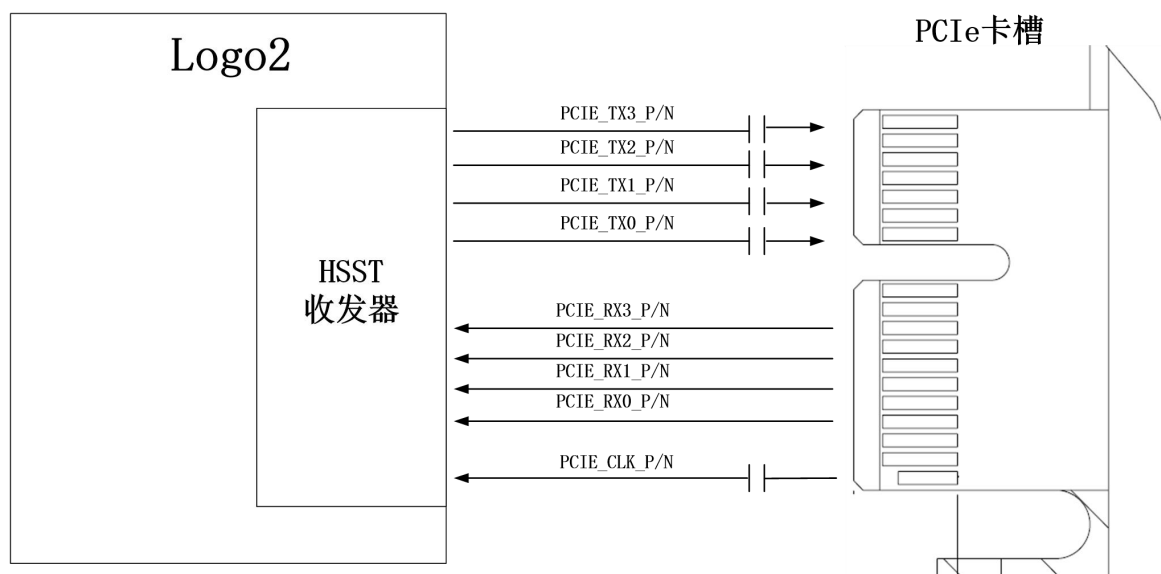 PCIe卡槽
Logo2
PCIE_TX3_P/N
PCIE_TX2_P/N
PCIE_TX1_P/N
PCIE_TX0_P/N
HSST
收发器
PCIE_RX3_P/N
PCIE_RX2_P/N
PCIE_RX1_P/N
PCIE_RX0_P/N
PCIE_CLK_P/N